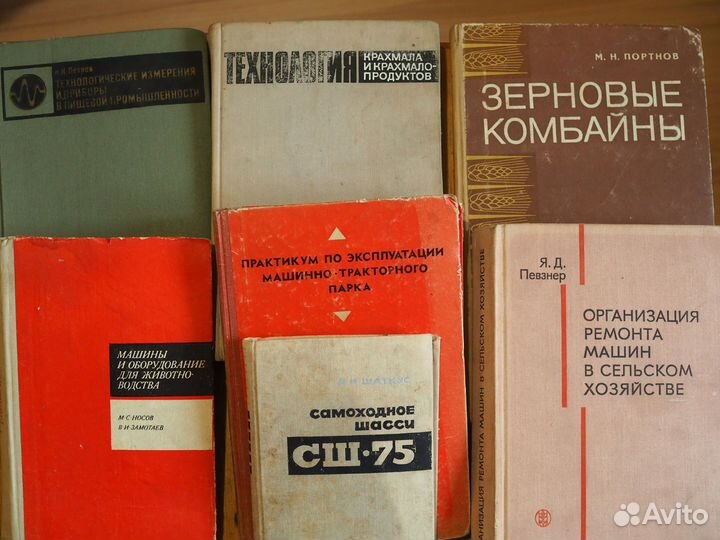 ТЕХНОЛОГИЧЕСКИЕ ИЗМЕРЕНИЯ
И ПРИБОРЫ
В ПИЩЕВОЙ ПРОМЫШЛЕННОСТИ
ТЕХНОЛОГИЯ
КРАХМАЛА
И КРАХМАЛО-
ПРОДУКТОВ
М. Н. ПОРТНОВ
ЗЕРНОВЫЕ
КОМБАЙНЫ
МАШИНЫ
И ОБОРУДОВАНИЕ
ДЛЯ ЖИВОТНО-
ВОДСТВА
М·С·НОСОВ
В·И·ЗАМОТАЕВ
ПРАКТИКУМ ПО ЭКСПЛУАТАЦИИ
МАШИННО-ТРАКТОРНОГО
ПАРКА
ШАТКУС
САМОХОДНОЕ
ШАССИ
СШ·75
ОРГАНИЗАЦИЯ РЕМОНТА МАШИН В СЕЛЬСКОМ ХОЗЯЙСТВЕ
Я. Д.
Певзнер
ОРГАНИЗАЦИЯ
РЕМОНТА
МАШИН
В СЕЛЬСКОМ
ХОЗЯЙСТВЕ
Avito